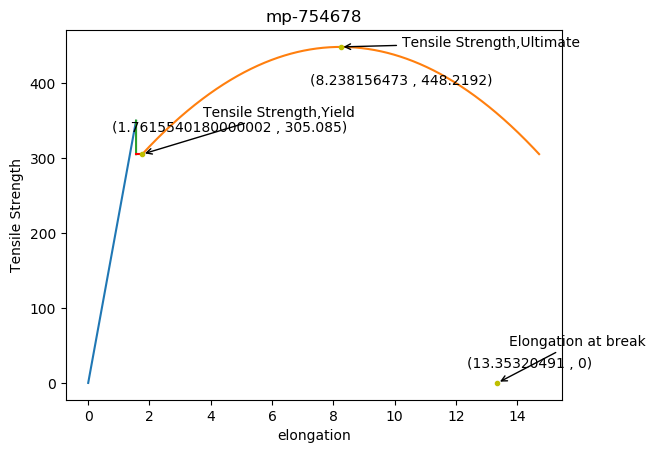 mp-754678
Tensile Strength,Ultimate
(8.238156473 , 448.2192)
Tensile Strength,Yield
(1.7615540180000002 , 305.085)
Elongation at break
(13.35320491 , 0)
Tensile Strength
400
300
200
100
0
0 2 4 6 8 10 12 14
elongation